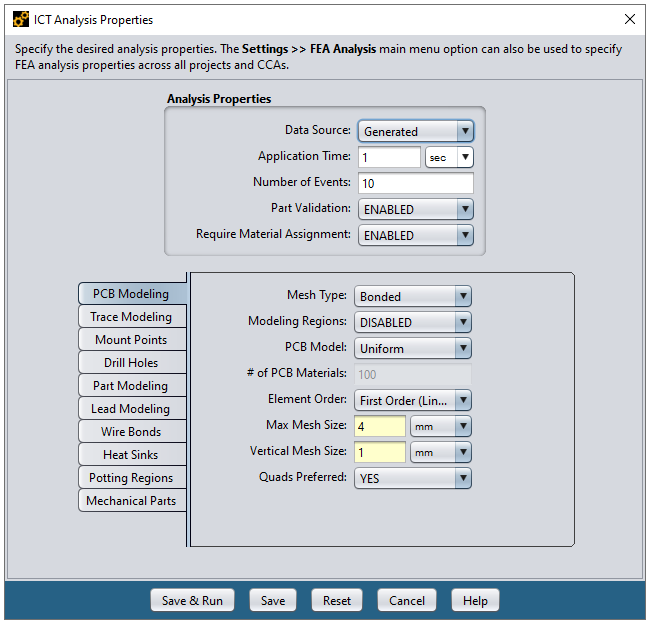 ICT Analysis Properties
Specify the desired analysis properties. The Settings >> FEA Analysis main menu option can also be used to specify
FEA analysis properties across all projects and CCAs.
Analysis Properties
Data Source: Generated
Application Time: 1 sec
Number of Events: 10
Part Validation: ENABLED
Require Material Assignment: ENABLED
PCB Modeling
Trace Modeling
Mount Points
Drill Holes
Part Modeling
Lead Modeling
Wire Bonds
Heat Sinks
Potting Regions
Mechanical Parts
Mesh Type: Bonded
Modeling Regions: DISABLED
PCB Model: Uniform
# of PCB Materials: 100
Element Order: First Order (Lin...
Max Mesh Size: 4 mm
Vertical Mesh Size: 1 mm
Quads Preferred: YES
Save & Run Save Reset Cancel Help